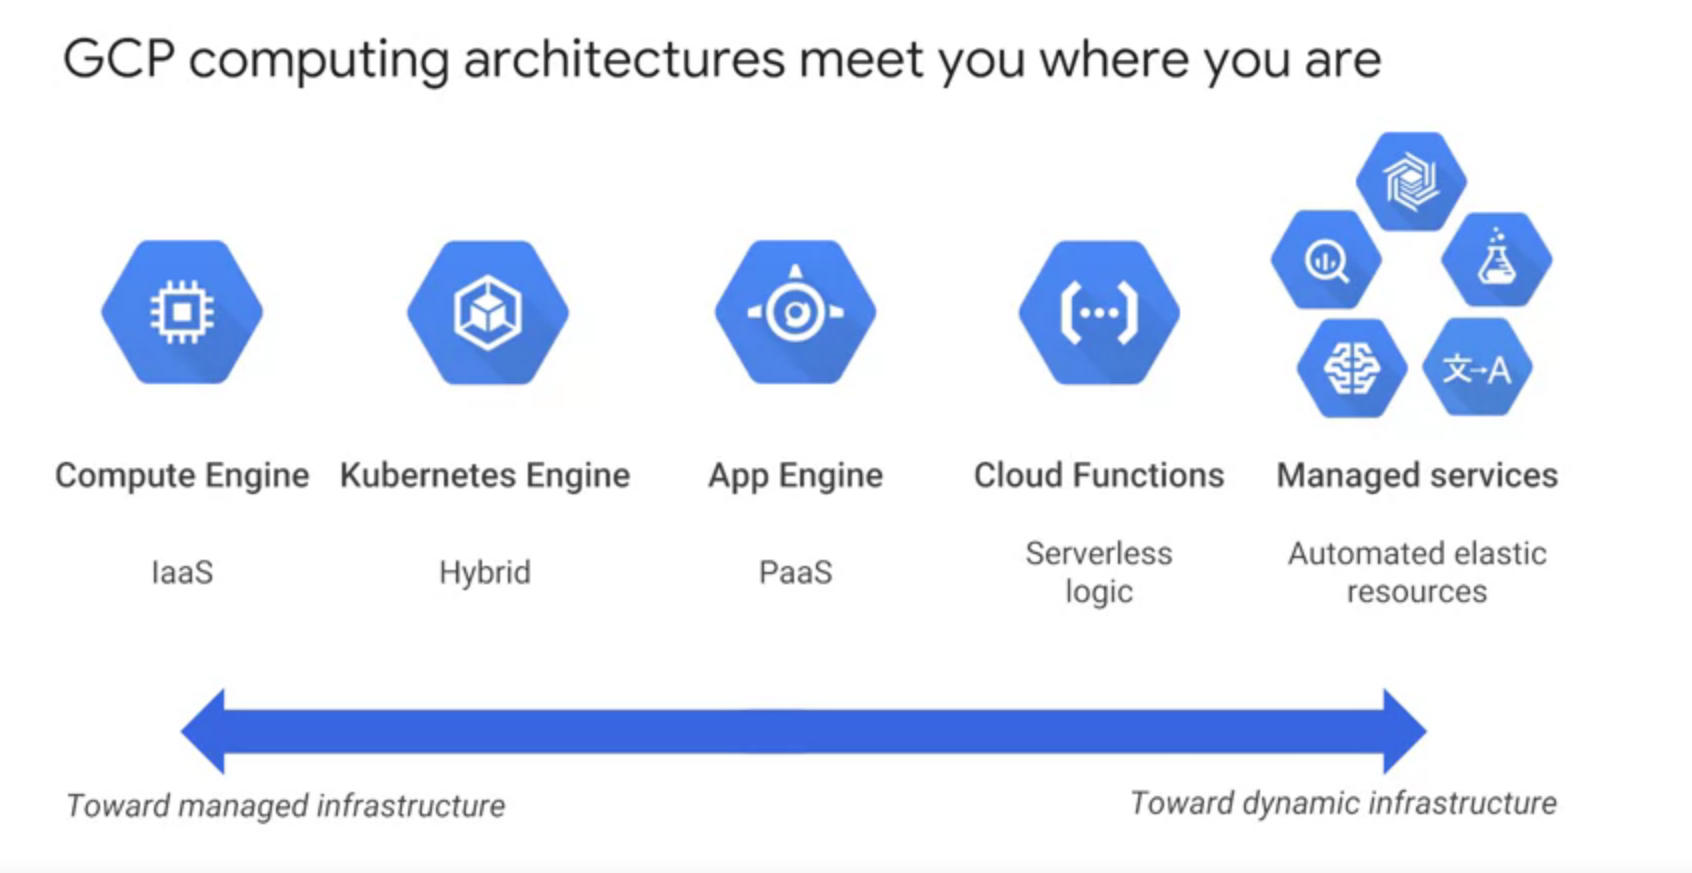 GCP computing architectures meet you where you are
文→A
Compute Engine
Kubernetes Engine
App Engine
Cloud Functions
Managed services
IaaS
Hybrid
PaaS
Serverless
logic
Automated elastic
resources
Toward managed infrastructure
Toward dynamic infrastructure